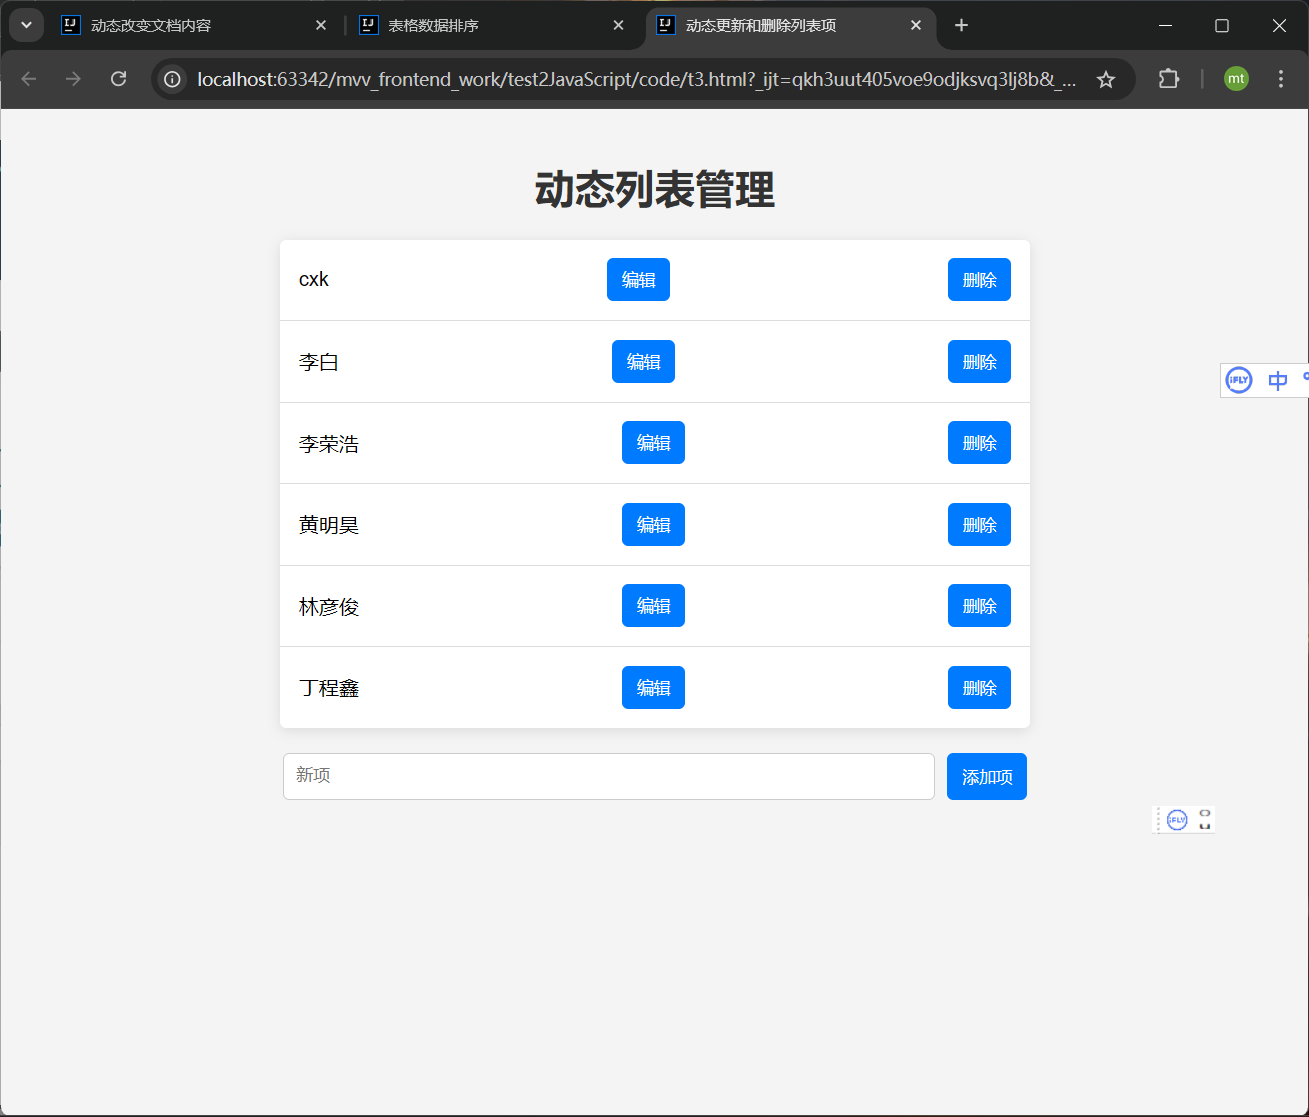 动态改变文档内容
表格数据排序
动态更新和删除列表项
localhost:63342/mvv_frontend_work/test2JavaScript/code/t3.html?_ijt=qkh3uut405voe9odjksvq3lj8b&_...
mt
动态列表管理
cxk 编辑 删除
李白 编辑 删除
李荣浩 编辑 删除
黄明昊 编辑 删除
林彦俊 编辑 删除
丁程鑫 编辑 删除
新项 添加项
iFLY 中
iFLY